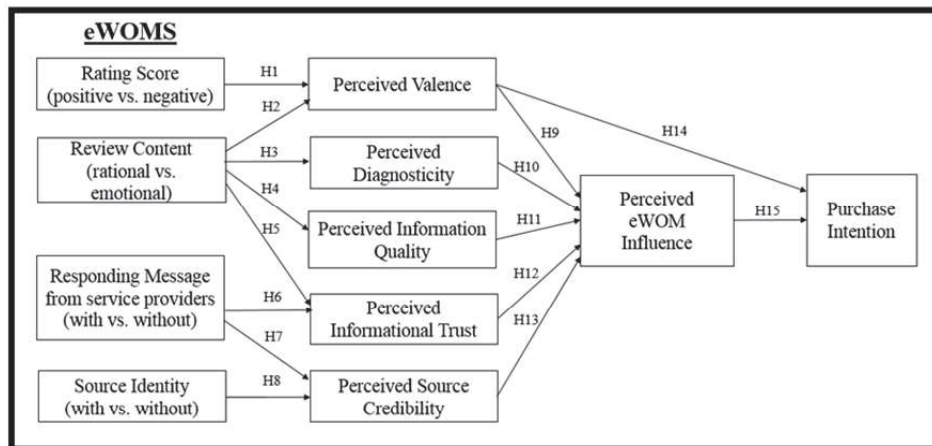 eWOMS
Rating Score
(positive vs. negative)
Review Content
(rational vs.
emotional)
Responding Message
from service providers
(with vs. without)
Source Identity
(with vs. without)
H1
H2
H3
H4
H5
H6
H7
H8
Perceived Valence
Perceived
Diagnosticity
Perceived Information
Quality
Perceived
Informational Trust
Perceived Source
Credibility
H9
H10
H11
H12
H13
H14
Perceived
eWOM
Influence
H15
Purchase
Intention